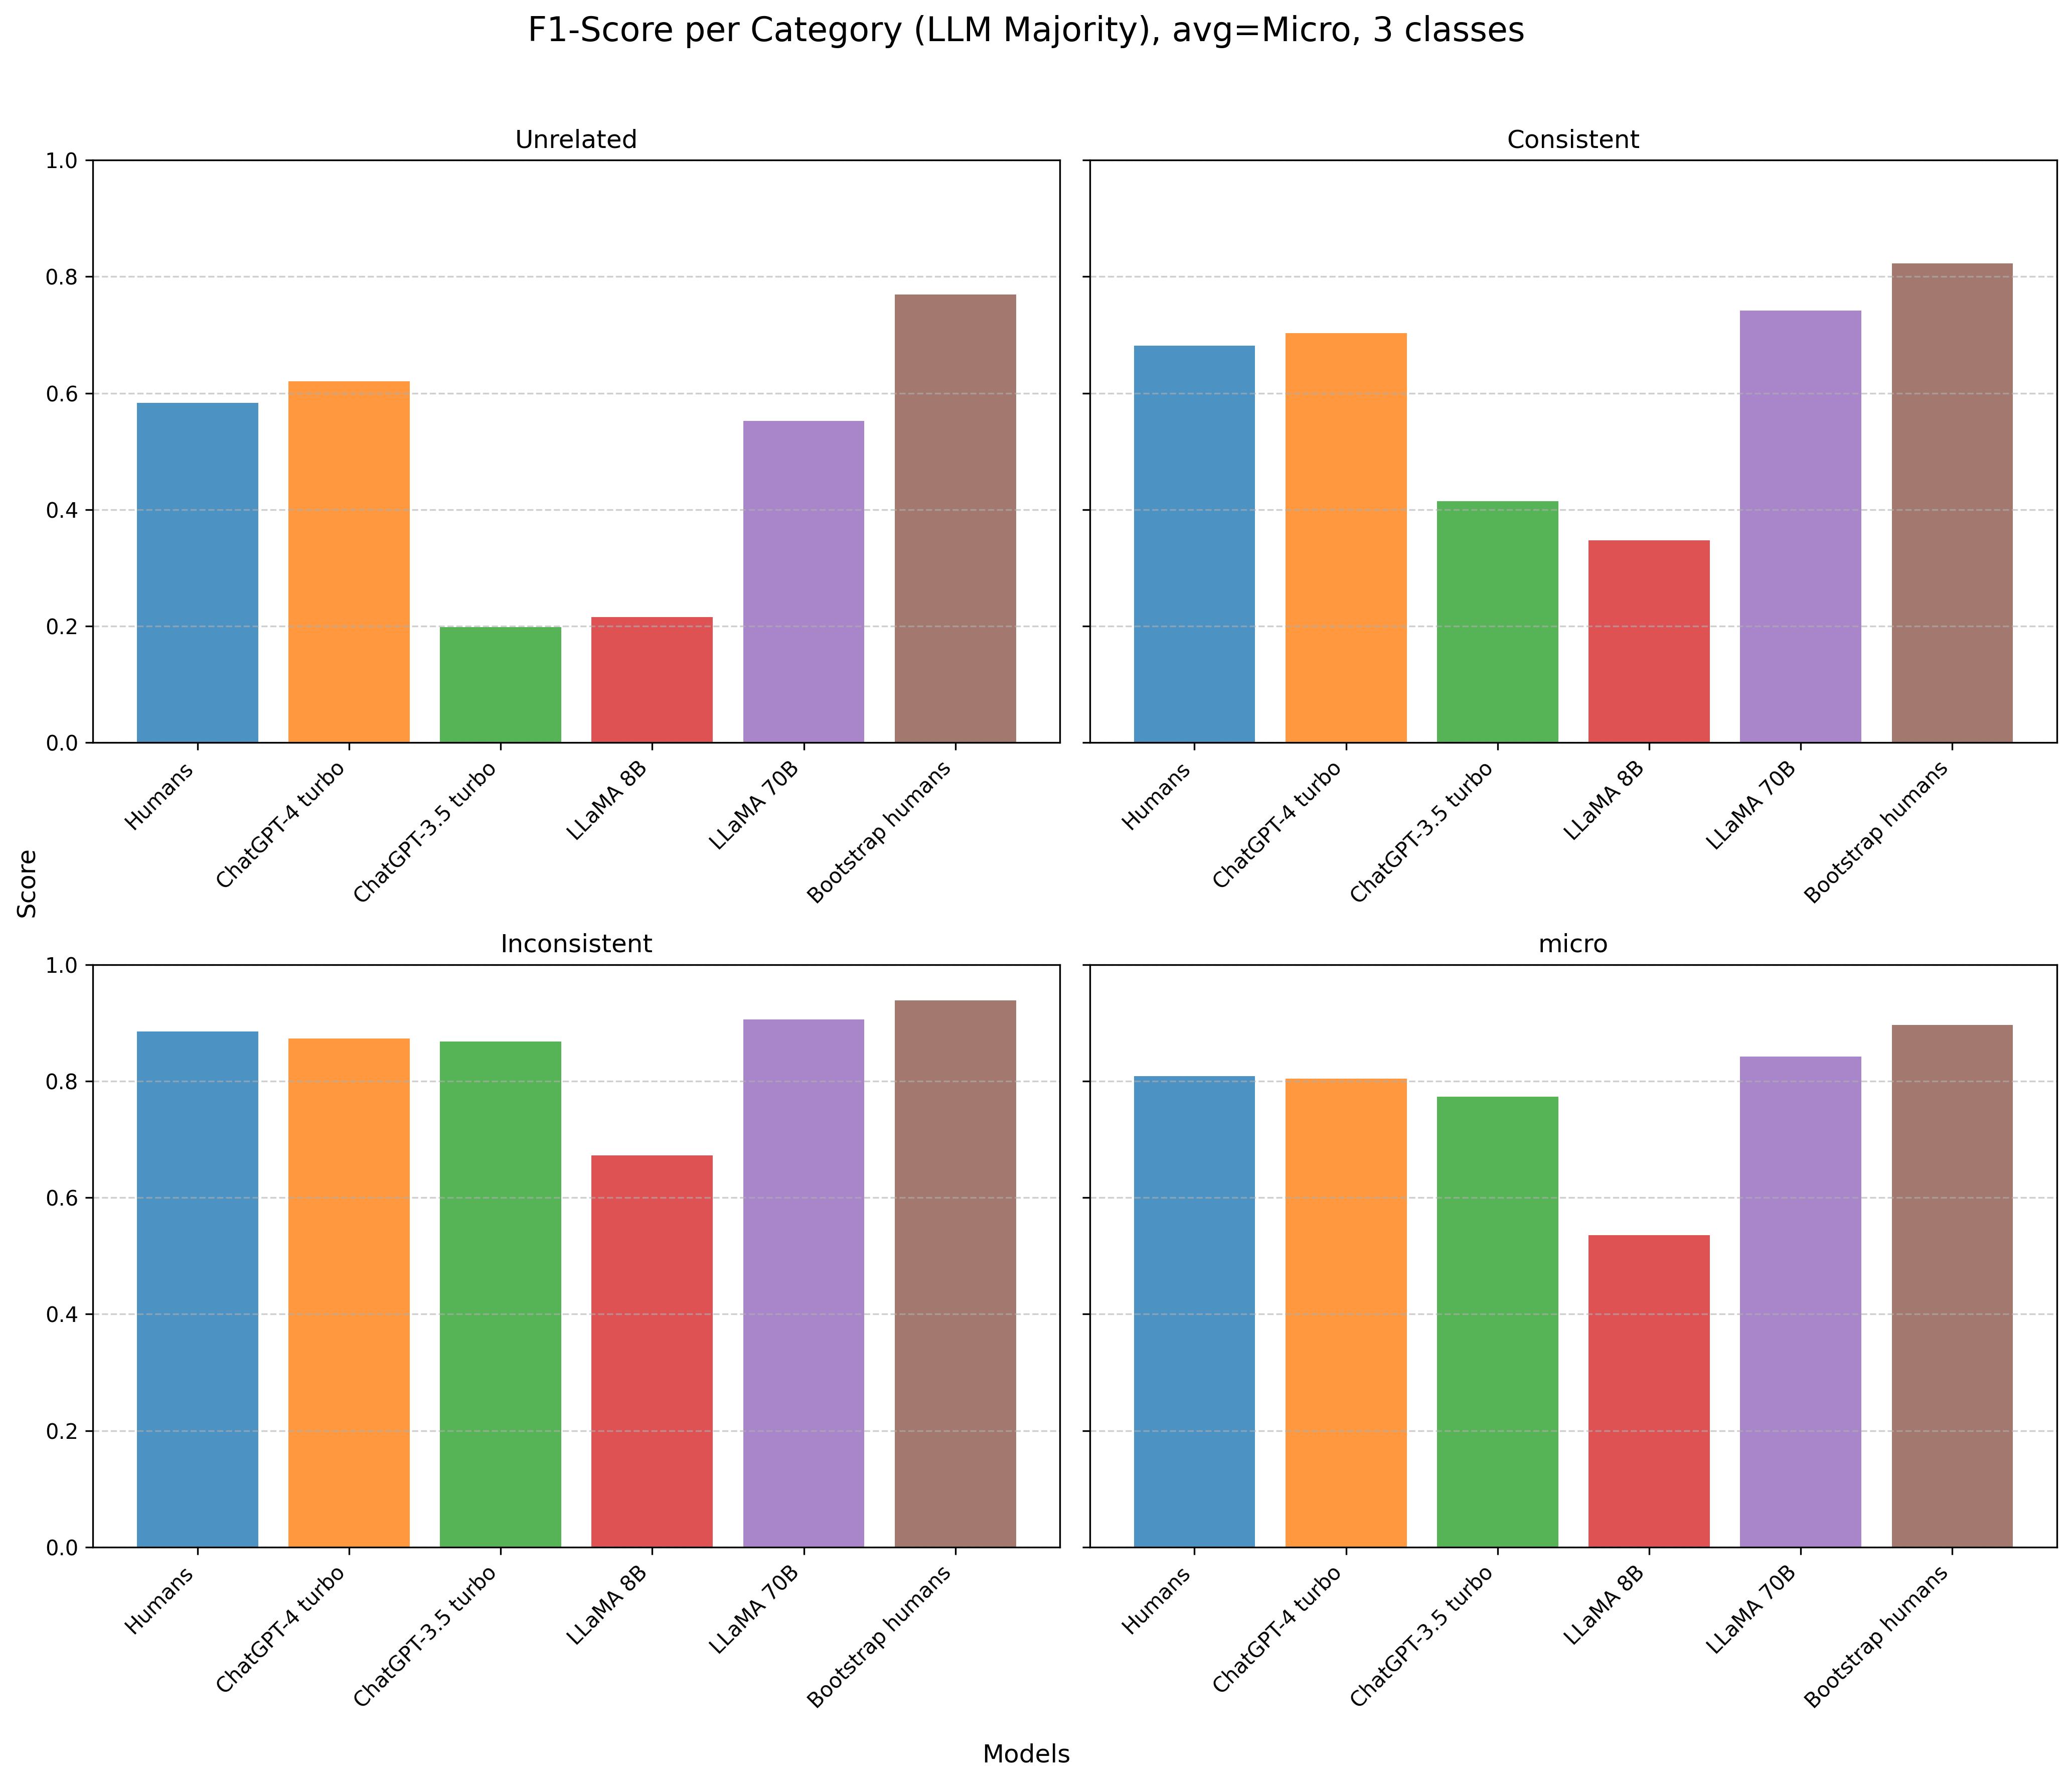 F1-Score per Category (LLM Majority), avg=Micro, 3 classes
Unrelated
1.0
0.8
0.6
0.4
0.2
0.0
Humans
ChatGPT-4 turbo
ChatGPT-3.5 turbo
LLaMA 8B
LLaMA 70B
Bootstrap humans
Consistent
Humans
ChatGPT-4 turbo
ChatGPT-3.5 turbo
LLaMA 8B
LLaMA 70B
Bootstrap humans
Score
Inconsistent
1.0
0.8
0.6
0.4
0.2
0.0
Humans
ChatGPT-4 turbo
ChatGPT-3.5 turbo
LLaMA 8B
LLaMA 70B
Bootstrap humans
micro
Humans
ChatGPT-4 turbo
ChatGPT-3.5 turbo
LLaMA 8B
LLaMA 70B
Bootstrap humans
Models